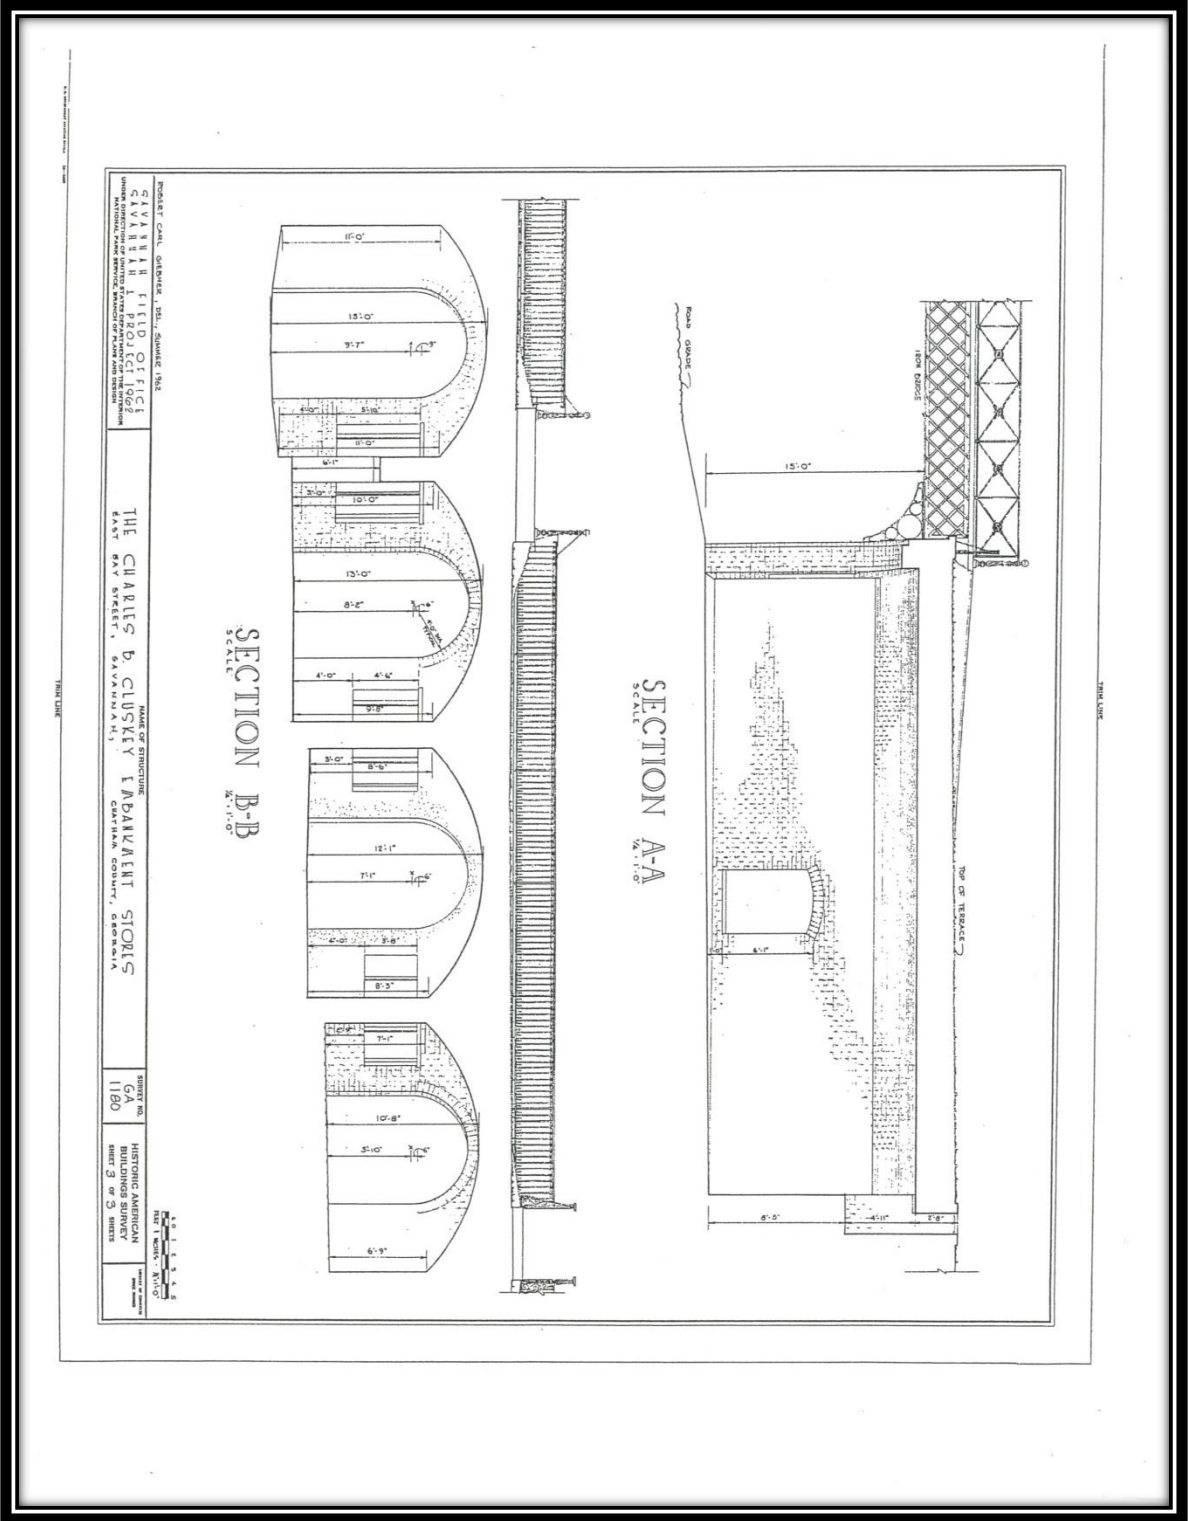 TRIM LINE
ROAD GRADE
IRON BRIDGE
15'-0"
TOP OF TERRACE
6'-1"
8'-5"
4'-11"
2'-8"
SECTION A-A
SCALE 1/4" = 1'-0"
11'-0"
15'-0"
9'-7"
9"
5'-10"
11'-0"
6'-1"
3'-0"
10'-0"
13'-0"
8'-2"
6"
4'-0"
4'-6"
9'-8"
3'-0"
8'-6"
12'-1"
7'-1"
6"
4'-0"
3'-8"
8'-3"
7'-1"
10'-8"
5'-10"
6"
6'-9"
SECTION B-B
SCALE 1/4" = 1'-0"
ROBERT CARL GIEBNER, DEL., SUMMER 1962
SAVANNAH FIELD OFFICE
SAVANNAH I PROJECT 1962
UNDER DIRECTION OF UNITED STATES DEPARTMENT OF THE INTERIOR
NATIONAL PARK SERVICE, BRANCH OF PLANS AND DESIGN
NAME OF STRUCTURE
THE CHARLES B. CLUSKEY EMBANKMENT STORES
EAST BAY STREET, SAVANNAH, CHATHAM COUNTY, GEORGIA
SURVEY NO.
GA
1180
HISTORIC AMERICAN
BUILDINGS SURVEY
SHEET 3 OF 3 SHEETS
TRIM LINE